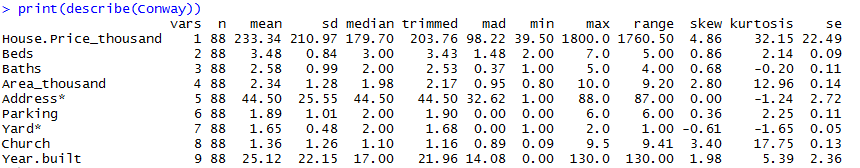 > print(describe(Conway))
vars n mean sd median trimmed mad min max range skew kurtosis se
House.Price_thousand 1 88 233.34 210.97 179.70 203.76 98.22 39.50 1800.0 1760.50 4.86 32.15 22.49
Beds 2 88 3.48 0.84 3.00 3.43 1.48 2.00 7.0 5.00 0.86 2.14 0.09
Baths 3 88 2.58 0.99 2.00 2.53 0.37 1.00 5.0 4.00 0.68 -0.20 0.11
Area_thousand 4 88 2.34 1.28 1.98 2.17 0.95 0.80 10.0 9.20 2.80 12.96 0.14
Address* 5 88 44.50 25.55 44.50 44.50 32.62 1.00 88.0 87.00 0.00 -1.24 2.72
Parking 6 88 1.89 1.01 2.00 1.90 0.00 0.00 6.0 6.00 0.36 2.25 0.11
Yard* 7 88 1.65 0.48 2.00 1.68 0.00 1.00 2.0 1.00 -0.61 -1.65 0.05
Church 8 88 1.36 1.26 1.10 1.16 0.89 0.09 9.5 9.41 3.40 17.75 0.13
Year.built 9 88 25.12 22.15 17.00 21.96 14.08 0.00 130.0 130.00 1.98 5.39 2.36